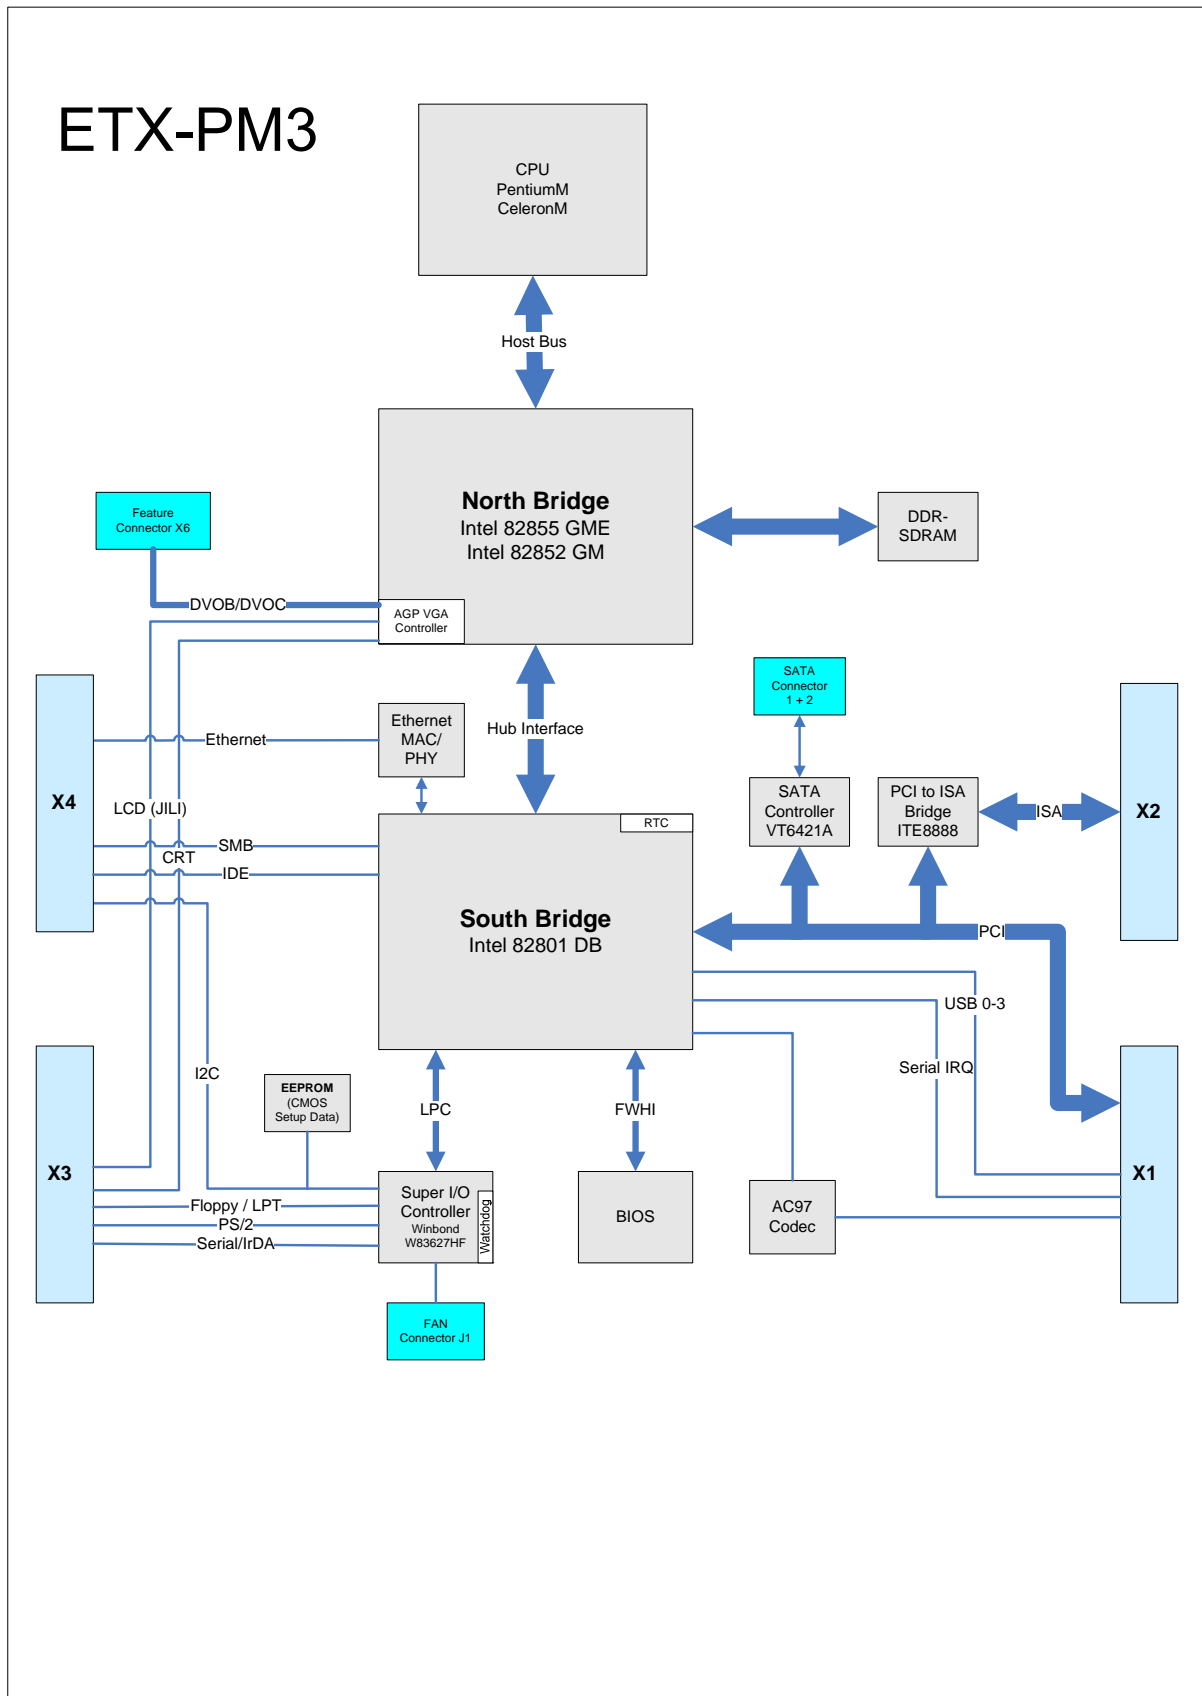 ETX-PM3
CPU
PentiumM
CeleronM
Host Bus
North Bridge
Intel 82855 GME
Intel 82852 GM
DDR-
SDRAM
Feature
Connector X6
DVOB/DVOC
AGP VGA
Controller
SATA
Connector
1 + 2
Ethernet
MAC/
PHY
Ethernet
Hub Interface
X4
LCD (JILI)
SATA
Controller
VT6421A
PCI to ISA
Bridge
ITE8888
ISA
X2
RTC
SMB
CRT
IDE
South Bridge
Intel 82801 DB
PCI
USB 0-3
Serial IRQ
I2C
EEPROM
(CMOS
Setup Data)
LPC
FWHI
X3
X1
Floppy / LPT
PS/2
Serial/IrDA
Super I/O
Controller
Winbond
W83627HF
Watchdog
BIOS
AC97
Codec
FAN
Connector J1